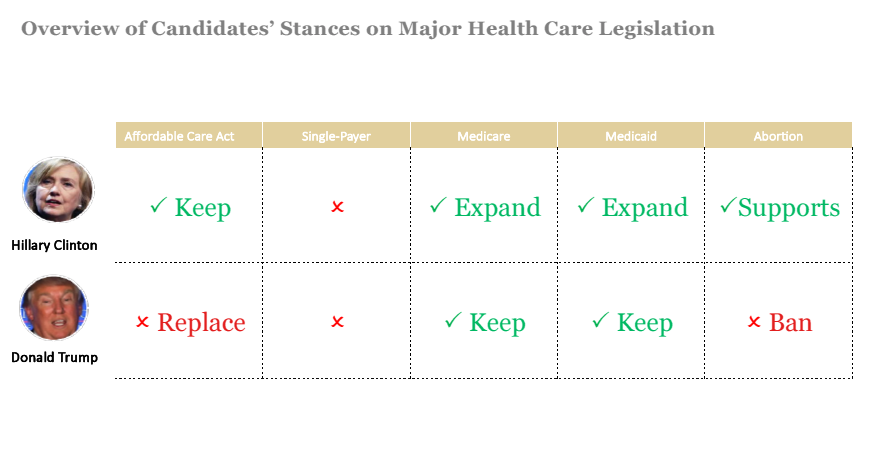 Overview of Candidates’ Stances on Major Health Care Legislation
Affordable Care Act Single-Payer Medicare Medicaid Abortion
✓ Keep ✗ ✓ Expand ✓ Expand ✓Supports
Hillary Clinton
✗ Replace ✗ ✓ Keep ✓ Keep ✗ Ban
Donald Trump